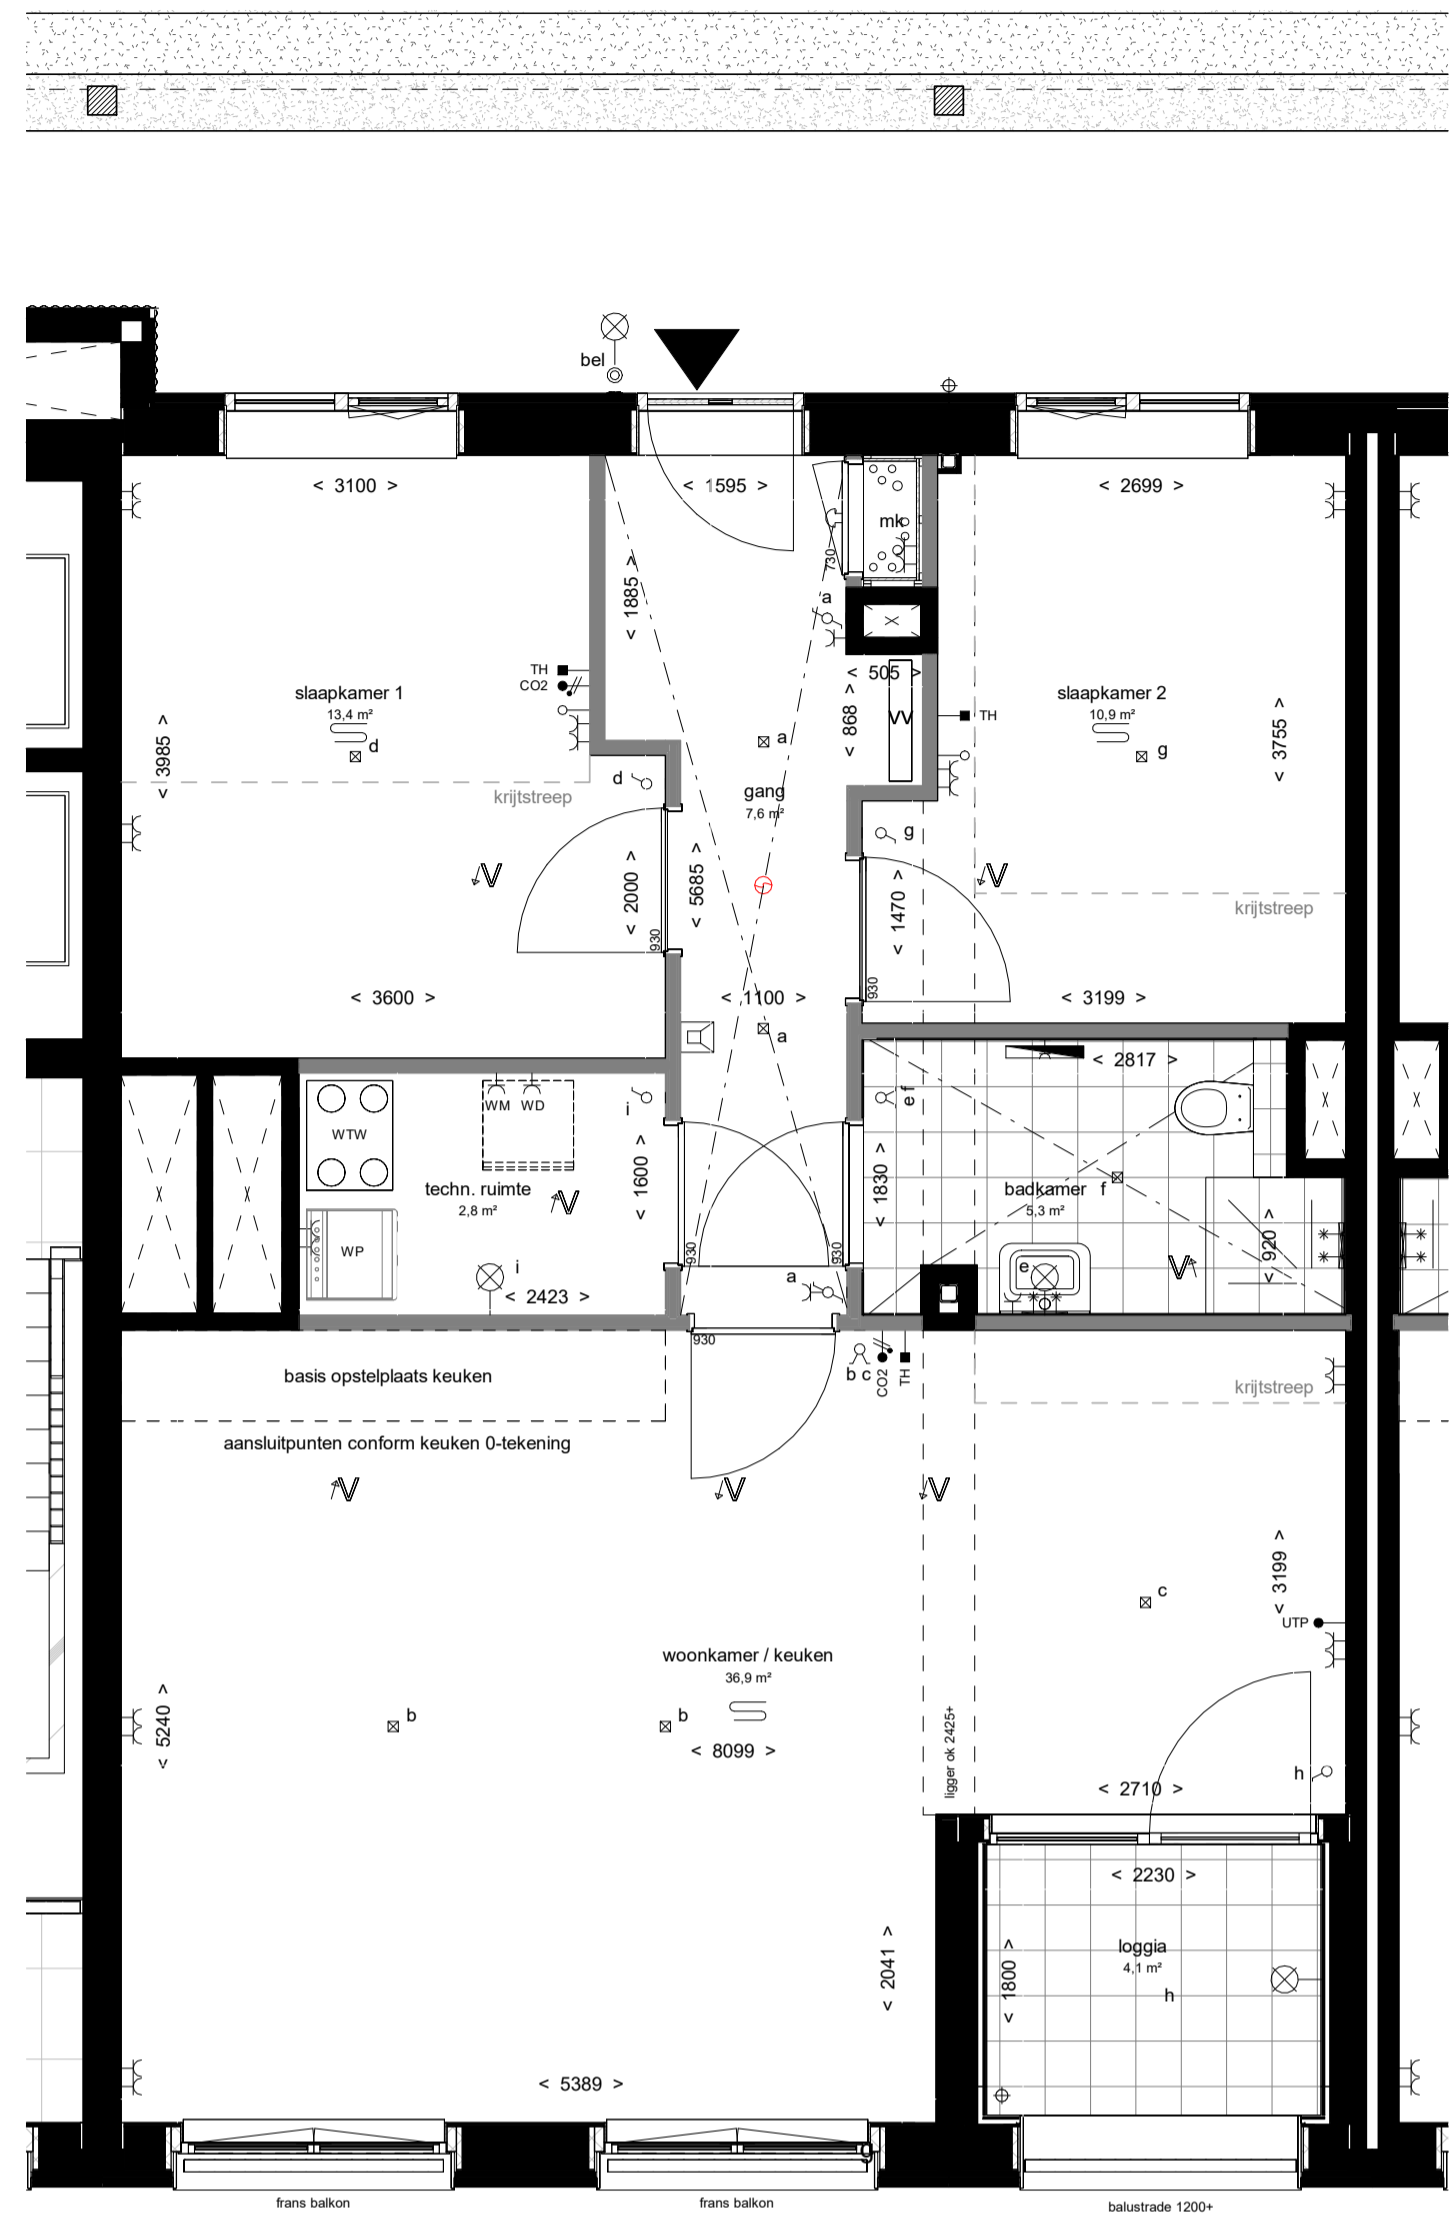 bel
< 3100 >
< 1595 >
< 2699 >
mk
730
< 1885 >
a
< 505 >
TH
CO2
slaapkamer 1
13,4 m²
d
< 868 >
VV
slaapkamer 2
10,9 m²
g
TH
< 3985 >
< 3755 >
a
krijtstreep
d
gang
7,6 m²
g
V
< 2000 >
< 5685 >
< 1470 >
V
krijtstreep
930
930
< 3600 >
< 1100 >
< 3199 >
a
< 2817 >
WTW
WM
WD
i
e f
< 1600 >
< 1830 >
techn. ruimte
2,8 m²
V
badkamer
f
5,3 m²
WP
930
930
< 920 >
V
i
e
a
< 2423 >
930
basis opstelplaats keuken
b c
CO2
TH
krijtstreep
aansluitpunten conform keuken 0-tekening
V
V
V
< 3199 >
c
UTP
woonkamer / keuken
36,9 m²
< 5240 >
b
b
< 8099 >
ligger ok 2425+
h
< 2710 >
< 2230 >
< 2041 >
loggia
4,1 m²
< 1800 >
h
< 5389 >
g
frans balkon
frans balkon
balustrade 1200+